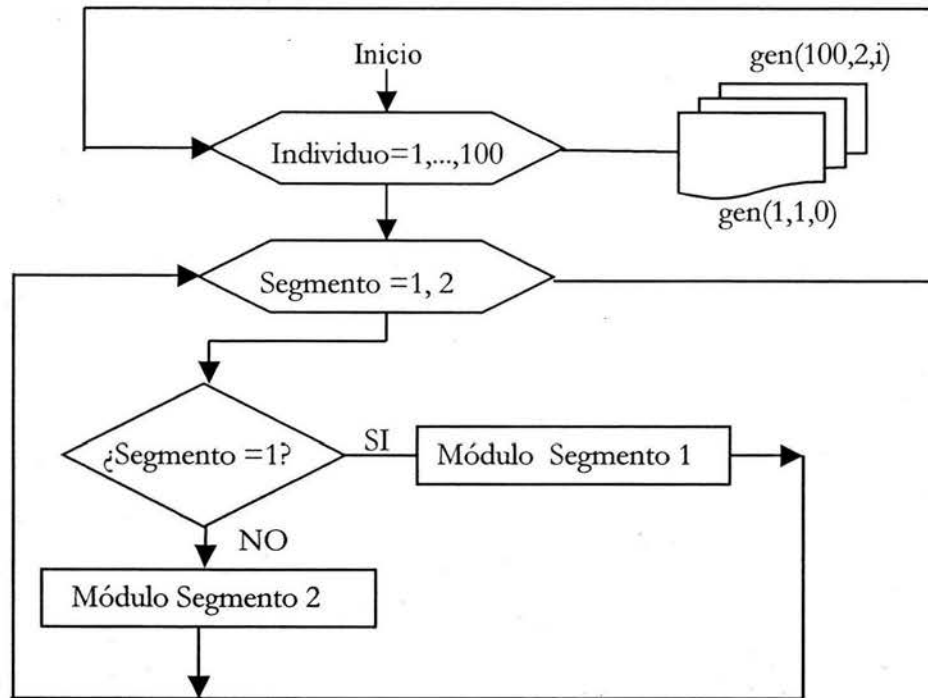 Inicio
gen(100,2,i)
Individuo=1,...,100
gen(1,1,0)
Segmento =1, 2
¿Segmento =1?
SI
Módulo Segmento 1
NO
Módulo Segmento 2